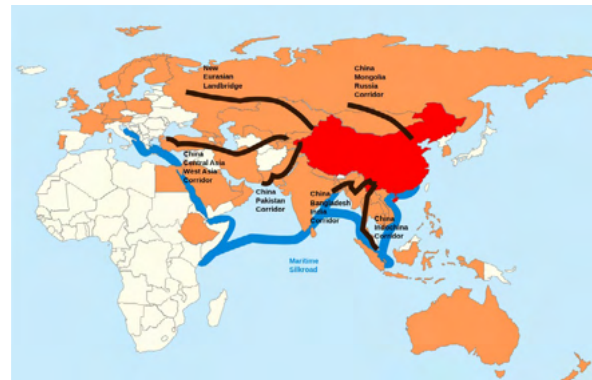 New
Eurasian
Landbridge
China
Mongolia
Russia
Corridor
China
Central Asia
West Asia
Corridor
China
Pakistan
Corridor
China
Bangladesh
India
Corridor
China
Indochina
Corridor
Maritime
Silkroad